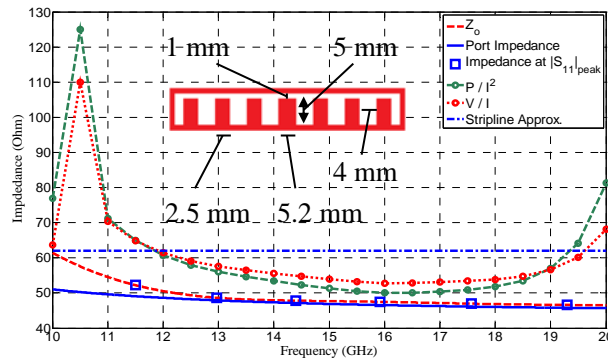 130
120
110
100
90
80
70
60
50
40
30
10
11
12
13
14
15
16
17
18
19
20
Impdedance (Ohm)
Frequency (GHz)
1 mm
5 mm
4 mm
2.5 mm
5.2 mm
Zo
Port Impedance
Impedance at |S11|peak
P / I²
V / I
Stripline Approx.